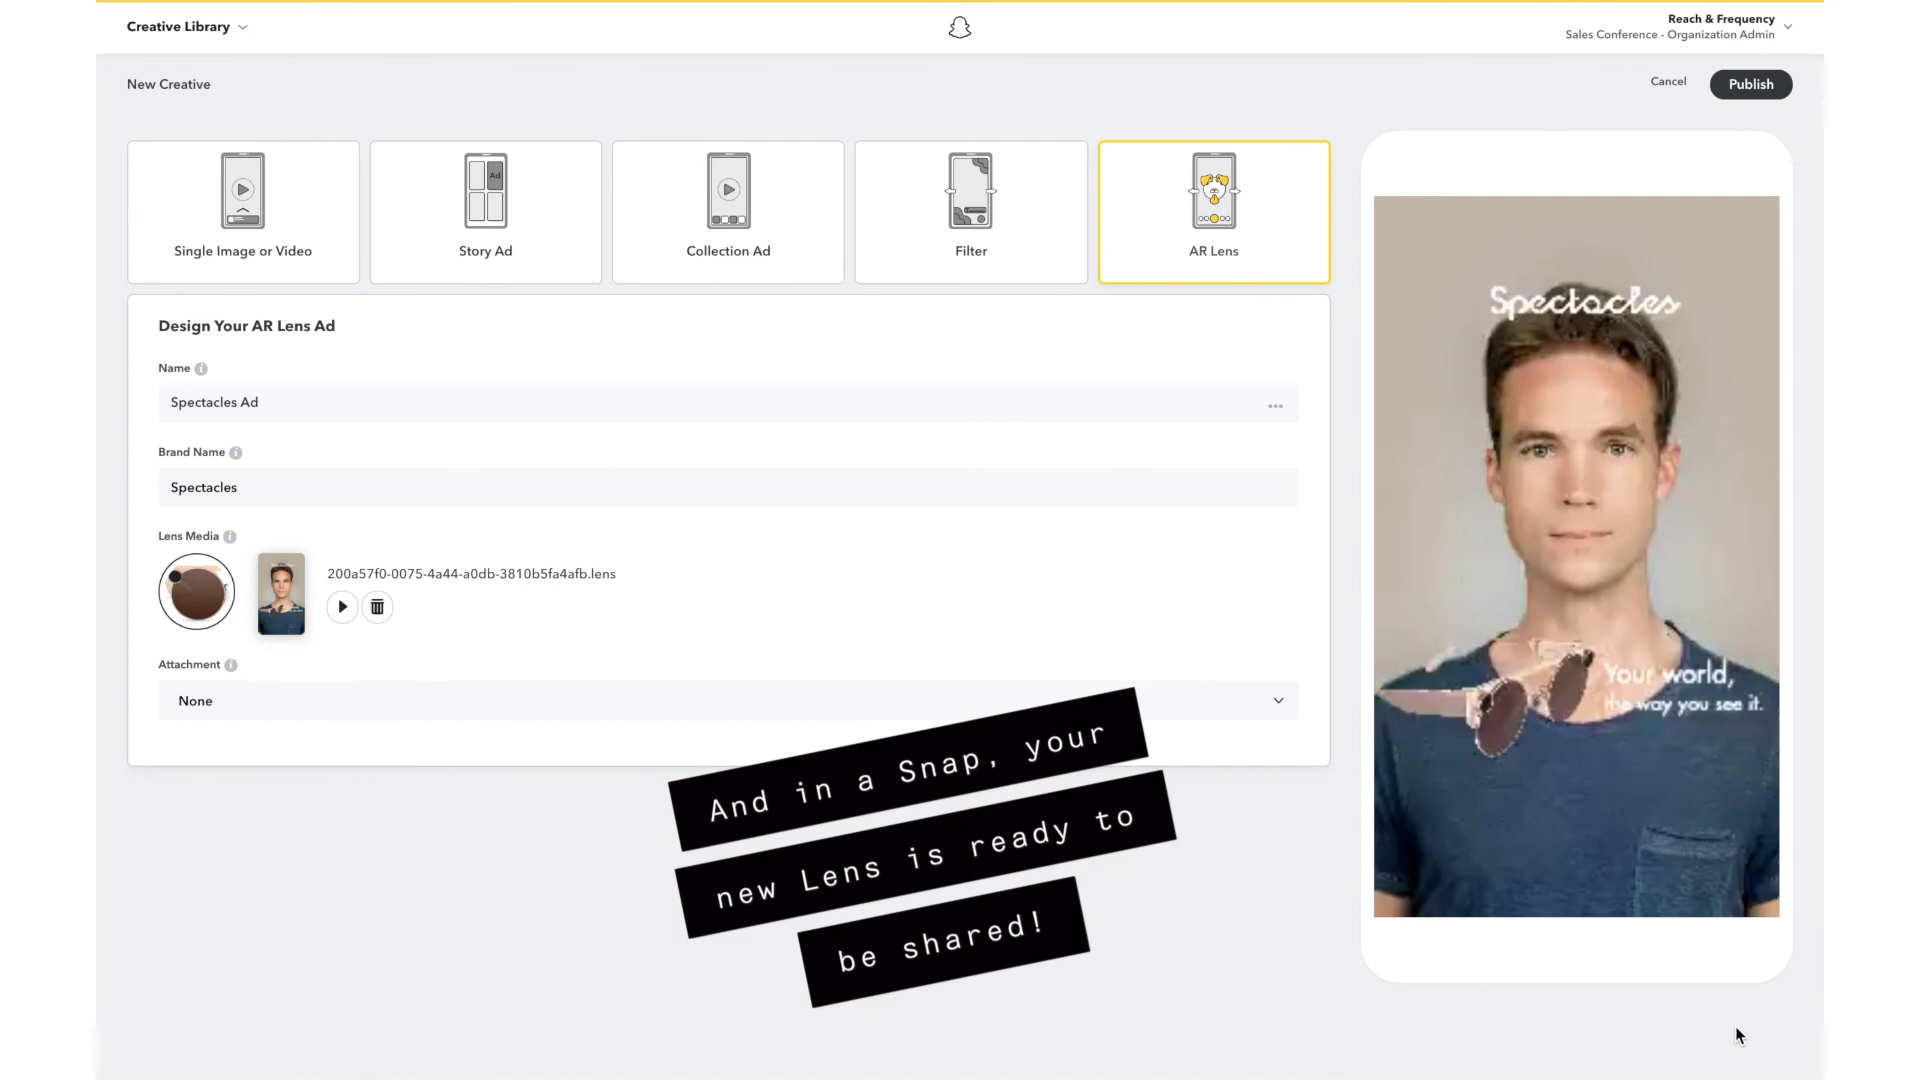 Creative Library
Reach & Frequency
Sales Conference - Organization Admin
New Creative
Cancel
Publish
Ad
Single Image or Video
Story Ad
Collection Ad
Filter
AR Lens
Design Your AR Lens Ad
Name
Spectacles Ad
Brand Name
Spectacles
Lens Media
200a57f0-0075-4a44-a0db-3810b5fa4afb.lens
Attachment
None
Spectacles
Your world,
the way you see it.
And in a Snap, your
new Lens is ready to
be shared!